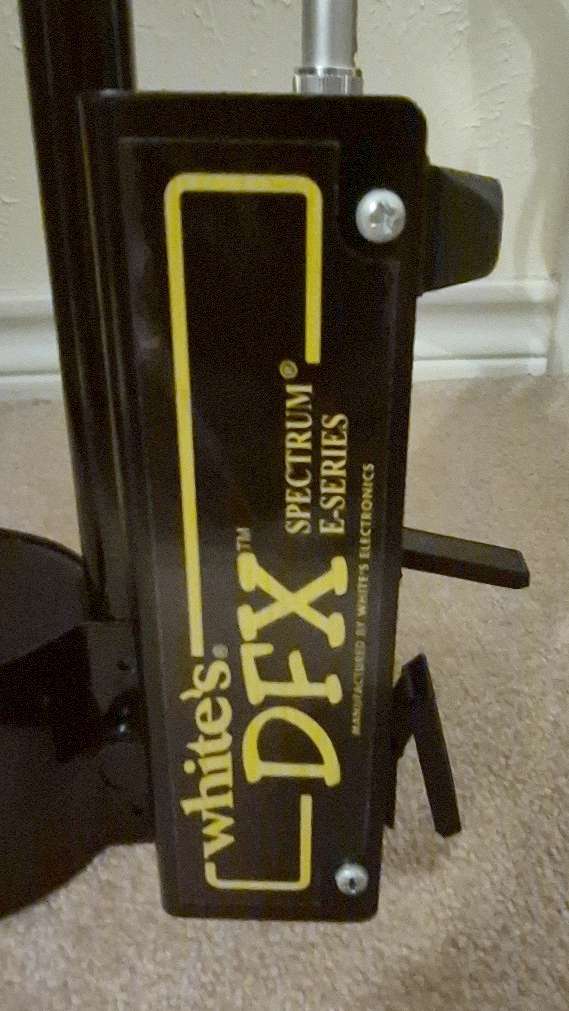 white's®
DFX™
SPECTRUM®
E-SERIES
MANUFACTURED BY WHITE'S ELECTRONICS